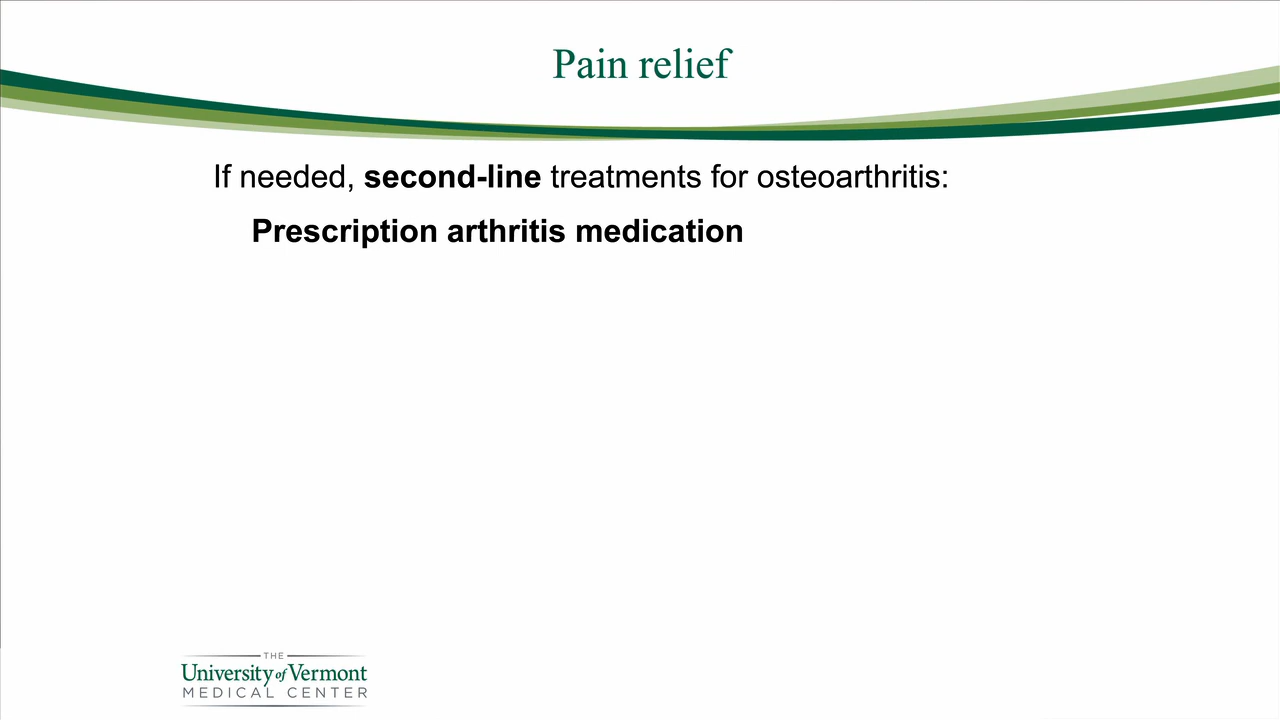 Pain relief
If needed, second-line treatments for osteoarthritis:
Prescription arthritis medication
THE
University of Vermont
MEDICAL CENTER